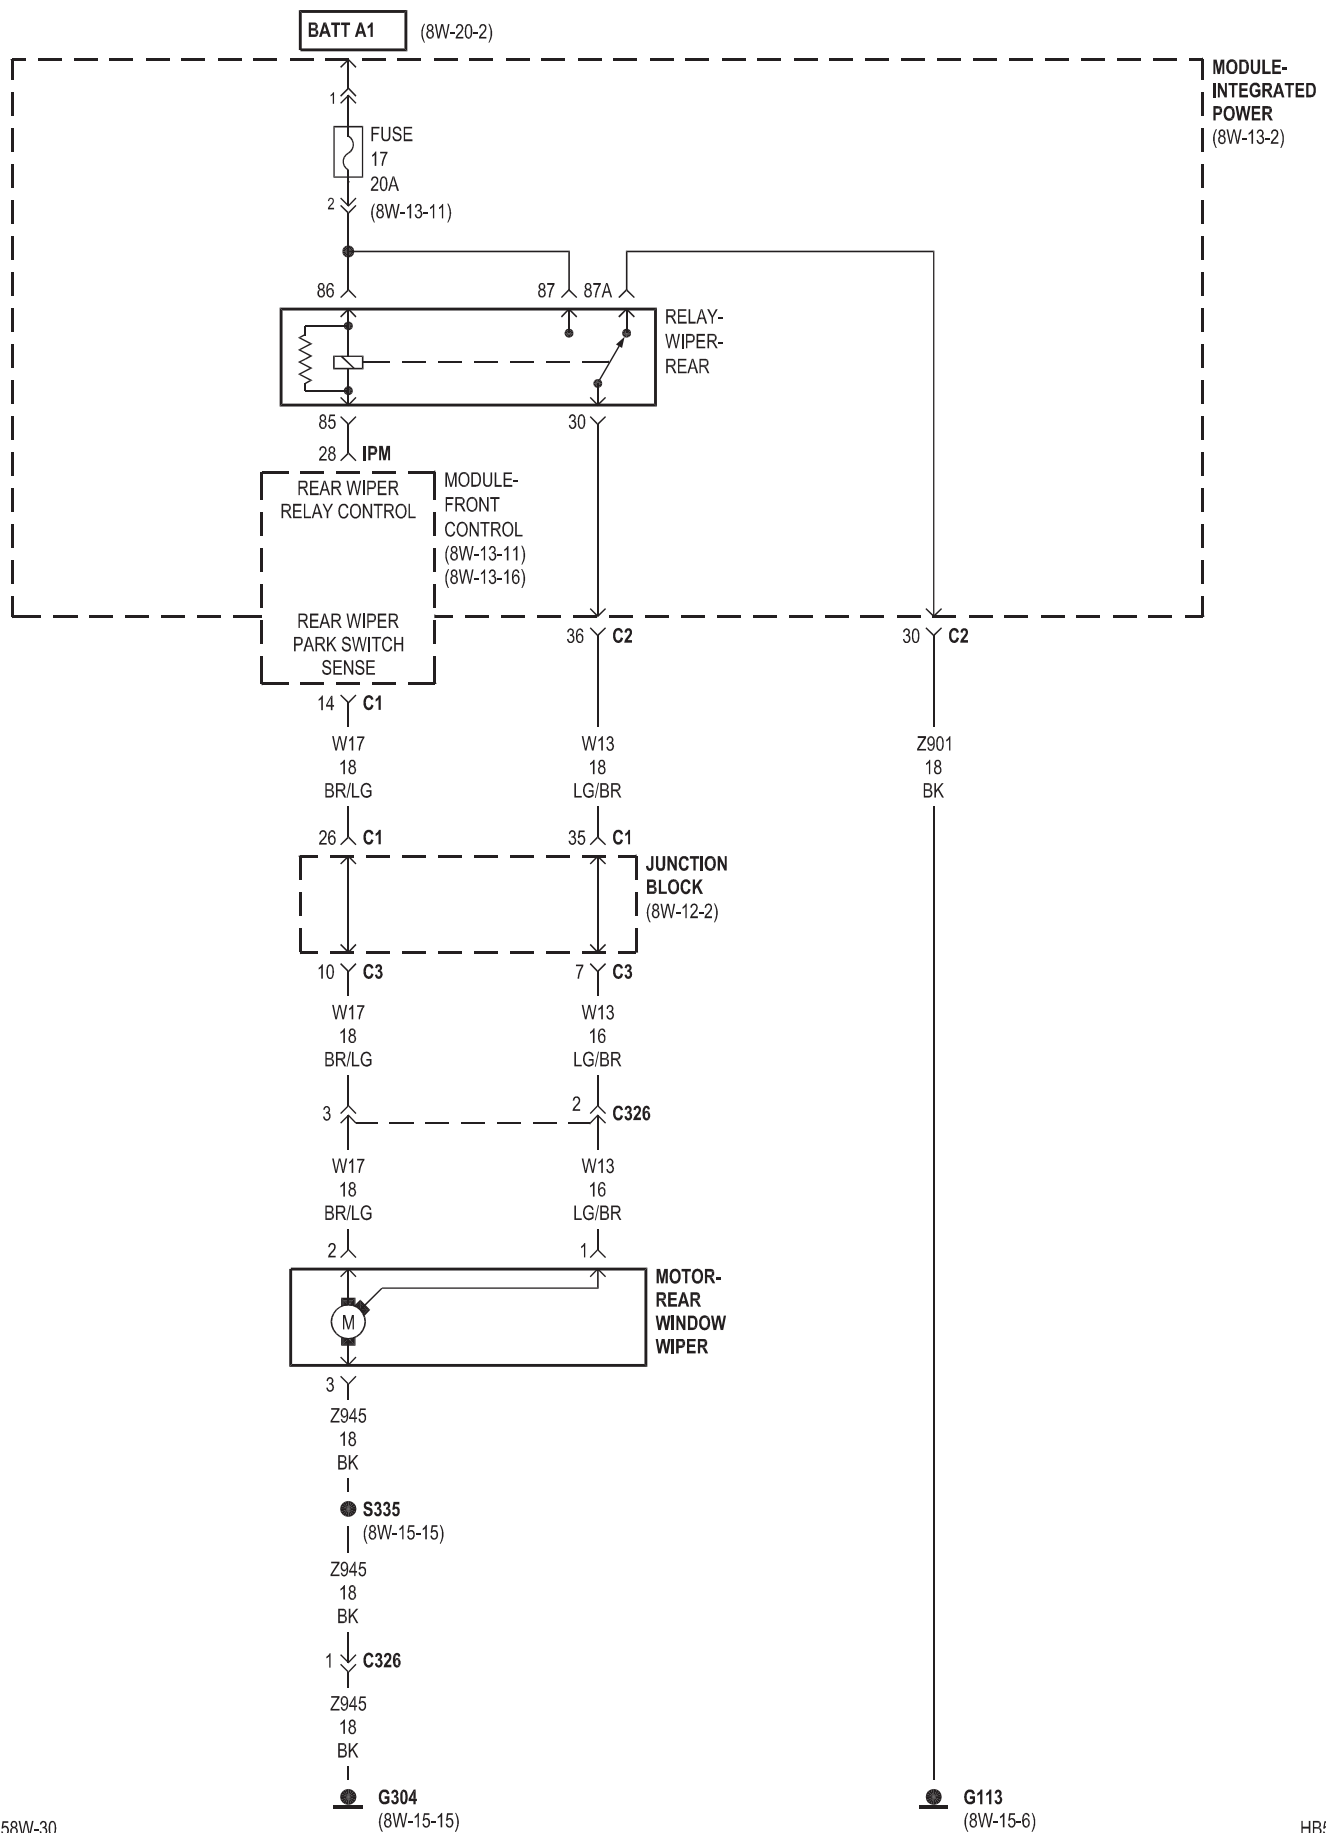 BATT A1 (8W-20-2)
MODULE-
INTEGRATED
POWER
(8W-13-2)
1
FUSE
17
20A
2
(8W-13-11)
86 87 87A
RELAY-
WIPER-
REAR
85 30
28 IPM
REAR WIPER
RELAY CONTROL
MODULE-
FRONT
CONTROL
(8W-13-11)
(8W-13-16)
REAR WIPER
PARK SWITCH
SENSE
36 C2 30 C2
14 C1
W17 W13 Z901
18 18 18
BR/LG LG/BR BK
26 C1 35 C1
JUNCTION
BLOCK
(8W-12-2)
10 C3 7 C3
W17 W13
18 16
BR/LG LG/BR
3 2 C326
W17 W13
18 16
BR/LG LG/BR
2 1
MOTOR-
REAR
WINDOW
WIPER
M
3
Z945
18
BK
S335
(8W-15-15)
Z945
18
BK
1 C326
Z945
18
BK
G304
(8W-15-15)
G113
(8W-15-6)
58W-30 HB5